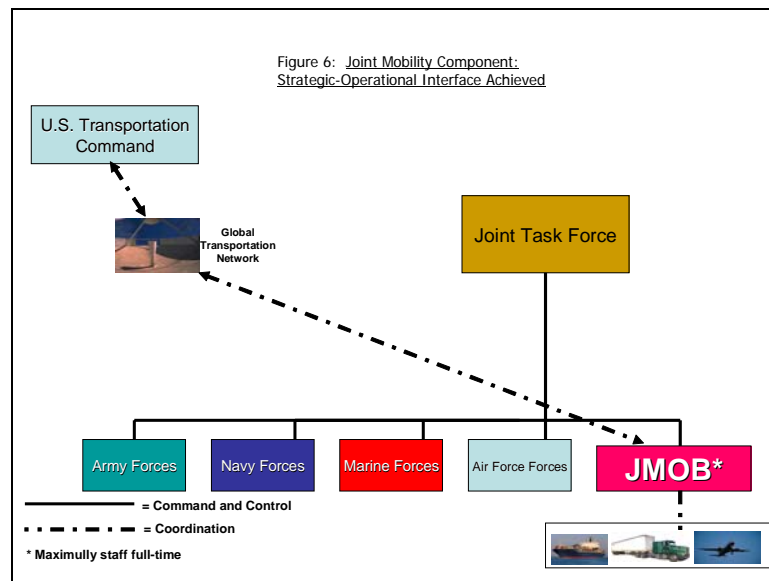 Figure 6: Joint Mobility Component:
Strategic-Operational Interface Achieved
U.S. Transportation
Command
Global
Transportation
Network
Joint Task Force
Army Forces
Navy Forces
Marine Forces
Air Force Forces
JMOB*
= Command and Control
= Coordination
* Maximully staff full-time